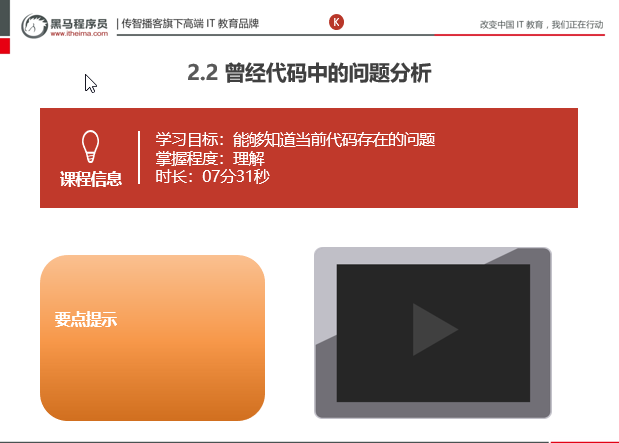 黑马程序员
www.itheima.com
传智播客旗下高端 IT 教育品牌
K
改变中国 IT 教育，我们正在行动
2.2 曾经代码中的问题分析
学习目标：能够知道当前代码存在的问题
掌握程度：理解
时长：07分31秒
课程信息
要点提示